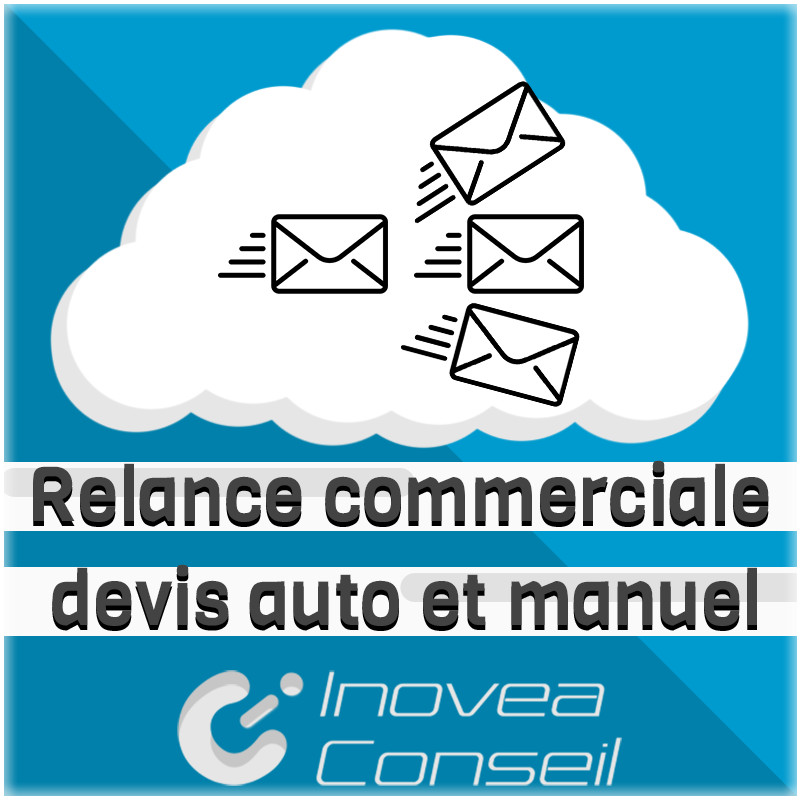 Relance commerciale
devis auto et manuel
Inovea
Conseil